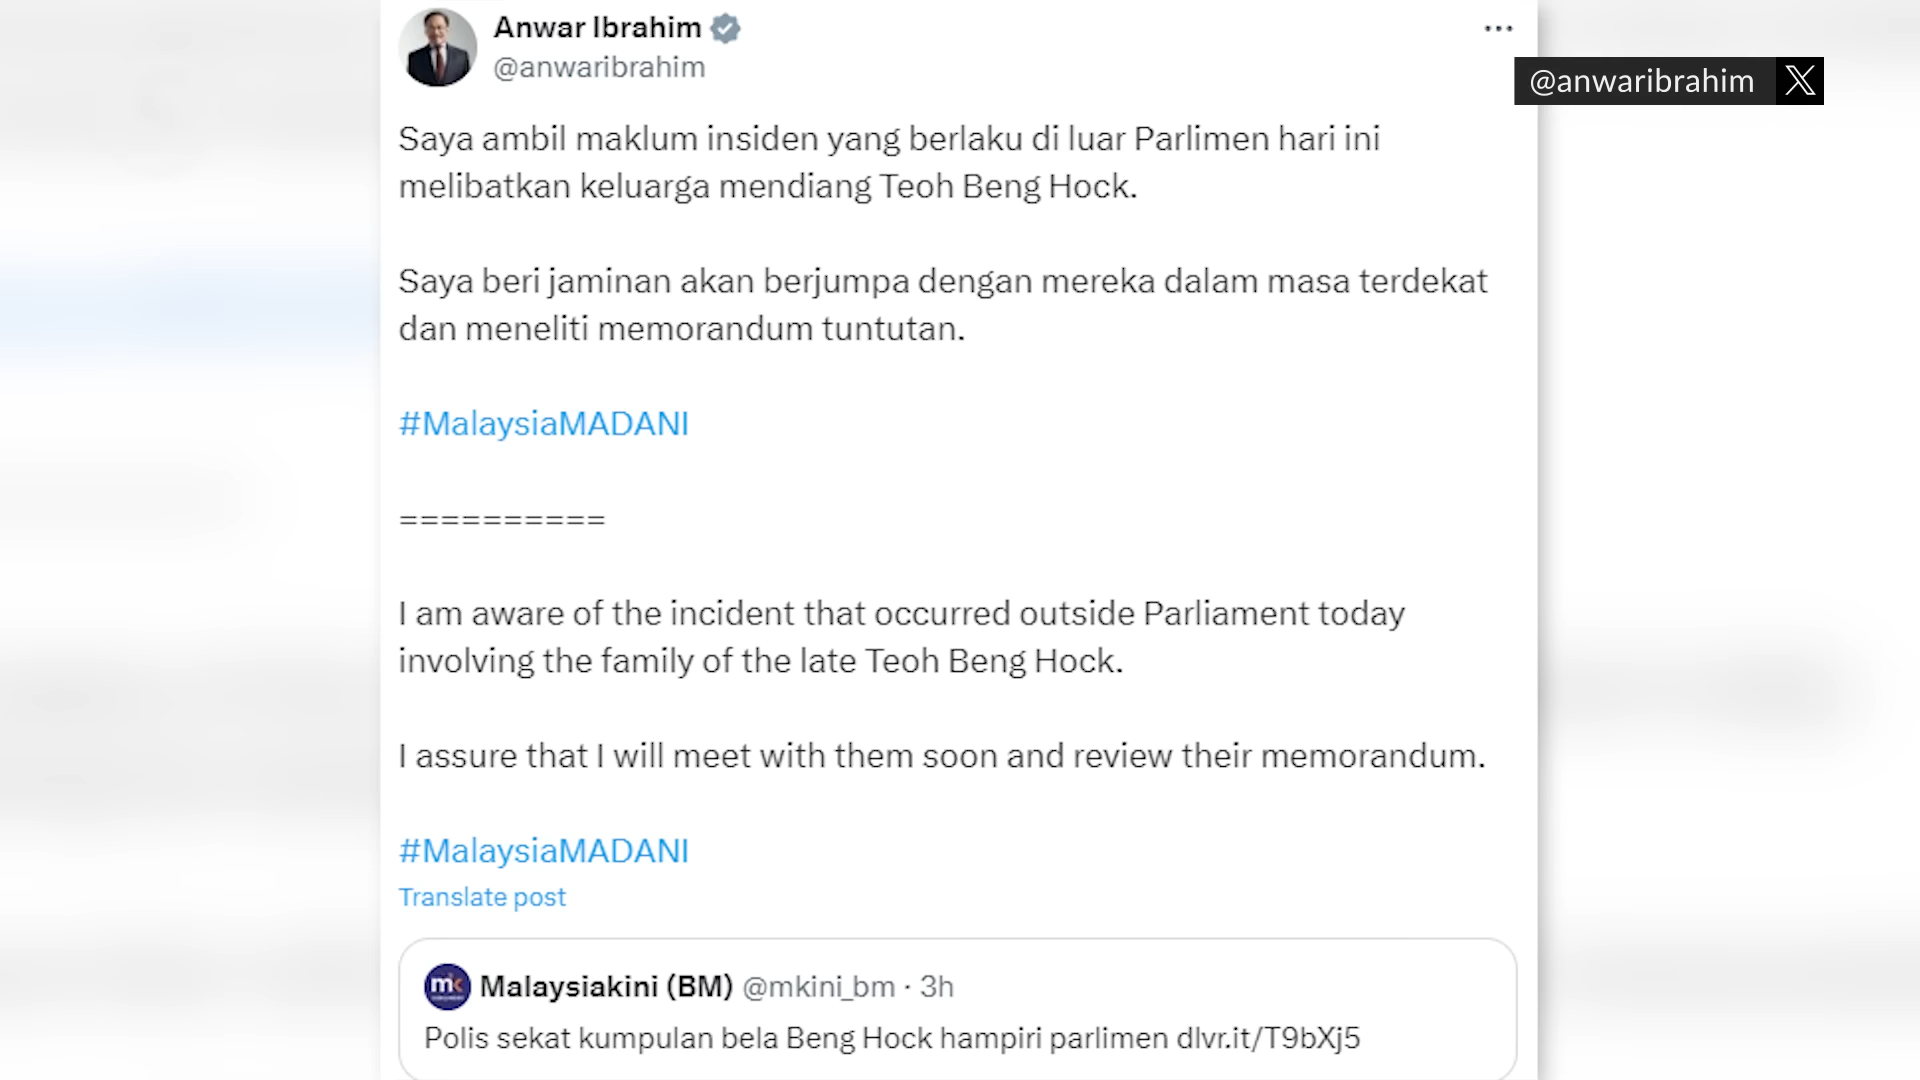 Anwar Ibrahim
@anwaribrahim
@anwaribrahim X
Saya ambil maklum insiden yang berlaku di luar Parlimen hari ini
melibatkan keluarga mendiang Teoh Beng Hock.
Saya beri jaminan akan berjumpa dengan mereka dalam masa terdekat
dan meneliti memorandum tuntutan.
#MalaysiaMADANI
==========
I am aware of the incident that occurred outside Parliament today
involving the family of the late Teoh Beng Hock.
I assure that I will meet with them soon and review their memorandum.
#MalaysiaMADANI
Translate post
mk Malaysiakini (BM) @mkini_bm · 3h
Polis sekat kumpulan bela Beng Hock hampiri parlimen dlvr.it/T9bXj5